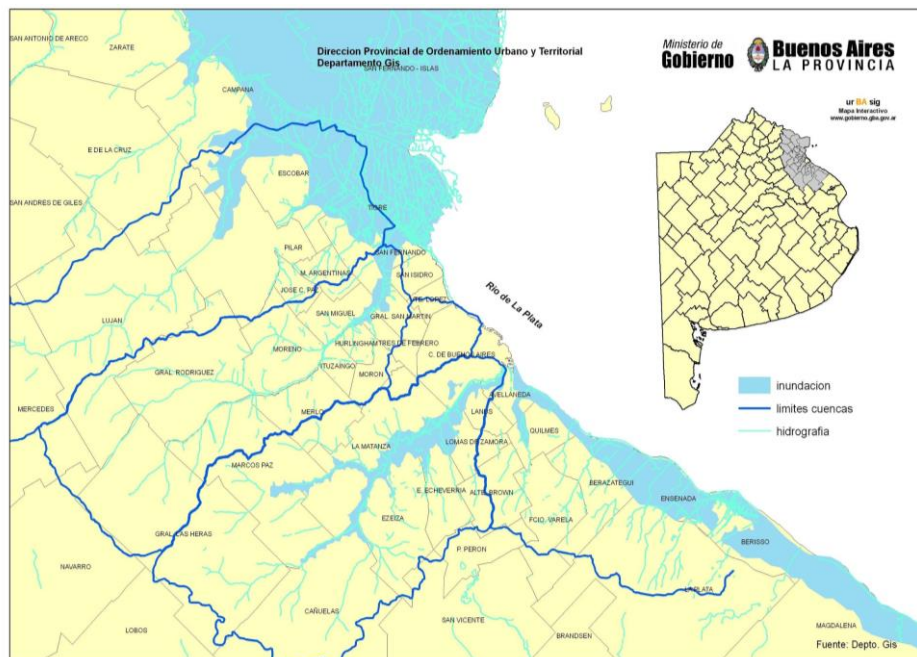 SAN ANTONIO DE ARECO
ZARATE
Direccion Provincial de Ordenamiento Urbano y Territorial
Departamento Gis
SAN FERNANDO - ISLAS
Ministerio de
Gobierno
Buenos Aires
LA PROVINCIA
ur BA sig
Mapa Interactivo
www.gobierno.gba.gov.ar
CAMPANA
E DE LA CRUZ
ESCOBAR
SAN ANDRES DE GILES
TIGRE
PILAR
SAN FERNANDO
M. ARGENTINAS
SAN ISIDRO
JOSE C. PAZ
Rio de La Plata
VTE. LOPEZ
SAN MIGUEL
GRAL. SAN MARTIN
LUJAN
HURLINGHAM
TRES DE FEBRERO
MORENO
C. DE BUENOS AIRES
ITUZAINGO
GRAL. RODRIGUEZ
MORON
inundacion
limites cuencas
hidrografia
AVELLANEDA
MERCEDES
MERLO
LANUS
QUILMES
LA MATANZA
LOMAS DE ZAMORA
MARCOS PAZ
BERAZATEGUI
E. ECHEVERRIA
ALTE. BROWN
ENSENADA
EZEIZA
FCIO. VARELA
GRAL. LAS HERAS
BERISSO
P. PERON
NAVARRO
LA PLATA
CAÑUELAS
SAN VICENTE
MAGDALENA
LOBOS
BRANDSEN
Fuente: Depto. Gis